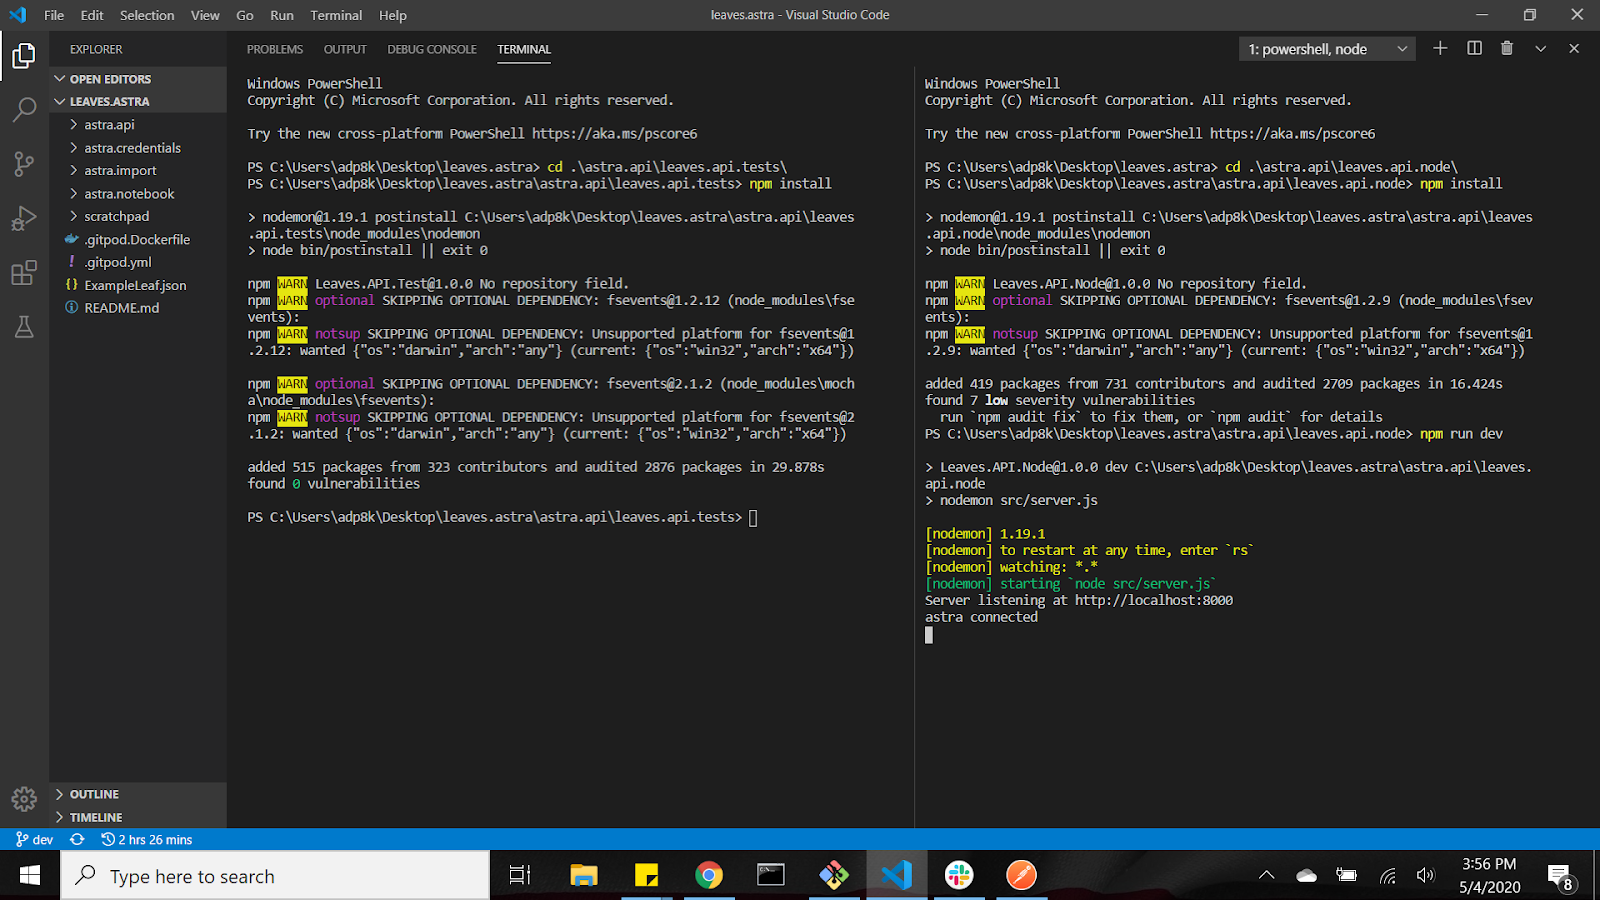 File Edit Selection View Go Run Terminal Help
leaves.astra - Visual Studio Code
EXPLORER
OPEN EDITORS
LEAVES.ASTRA
astra.api
astra.credentials
astra.import
astra.notebook
scratchpad
.gitpod.Dockerfile
! .gitpod.yml
{} ExampleLeaf.json
README.md
OUTLINE
TIMELINE
PROBLEMS OUTPUT DEBUG CONSOLE TERMINAL
1: powershell, node
Windows PowerShell
Copyright (C) Microsoft Corporation. All rights reserved.
Try the new cross-platform PowerShell https://aka.ms/pscore6
PS C:\Users\adp8k\Desktop\leaves.astra> cd .\astra.api\leaves.api.tests\
PS C:\Users\adp8k\Desktop\leaves.astra\astra.api\leaves.api.tests> npm install
> nodemon@1.19.1 postinstall C:\Users\adp8k\Desktop\leaves.astra\astra.api\leaves
.api.tests\node_modules\nodemon
> node bin/postinstall || exit 0
npm WARN Leaves.API.Test@1.0.0 No repository field.
npm WARN optional SKIPPING OPTIONAL DEPENDENCY: fsevents@1.2.12 (node_modules\fse
vents):
npm WARN notsup SKIPPING OPTIONAL DEPENDENCY: Unsupported platform for fsevents@1
.2.12: wanted {"os":"darwin","arch":"any"} (current: {"os":"win32","arch":"x64"})
npm WARN optional SKIPPING OPTIONAL DEPENDENCY: fsevents@2.1.2 (node_modules\moch
a\node_modules\fsevents):
npm WARN notsup SKIPPING OPTIONAL DEPENDENCY: Unsupported platform for fsevents@2
.1.2: wanted {"os":"darwin","arch":"any"} (current: {"os":"win32","arch":"x64"})
added 515 packages from 323 contributors and audited 2876 packages in 29.878s
found 0 vulnerabilities
PS C:\Users\adp8k\Desktop\leaves.astra\astra.api\leaves.api.tests>
Windows PowerShell
Copyright (C) Microsoft Corporation. All rights reserved.
Try the new cross-platform PowerShell https://aka.ms/pscore6
PS C:\Users\adp8k\Desktop\leaves.astra> cd .\astra.api\leaves.api.node\
PS C:\Users\adp8k\Desktop\leaves.astra\astra.api\leaves.api.node> npm install
> nodemon@1.19.1 postinstall C:\Users\adp8k\Desktop\leaves.astra\astra.api\leaves
.api.node\node_modules\nodemon
> node bin/postinstall || exit 0
npm WARN Leaves.API.Node@1.0.0 No repository field.
npm WARN optional SKIPPING OPTIONAL DEPENDENCY: fsevents@1.2.9 (node_modules\fsev
ents):
npm WARN notsup SKIPPING OPTIONAL DEPENDENCY: Unsupported platform for fsevents@1
.2.9: wanted {"os":"darwin","arch":"any"} (current: {"os":"win32","arch":"x64"})
added 419 packages from 731 contributors and audited 2709 packages in 16.424s
found 7 low severity vulnerabilities
run `npm audit fix` to fix them, or `npm audit` for details
PS C:\Users\adp8k\Desktop\leaves.astra\astra.api\leaves.api.node> npm run dev
> Leaves.API.Node@1.0.0 dev C:\Users\adp8k\Desktop\leaves.astra\astra.api\leaves.
api.node
> nodemon src/server.js
[nodemon] 1.19.1
[nodemon] to restart at any time, enter `rs`
[nodemon] watching: *.*
[nodemon] starting `node src/server.js`
Server listening at http://localhost:8000
astra connected
dev 2 hrs 26 mins
Type here to search
3:56 PM
5/4/2020
8